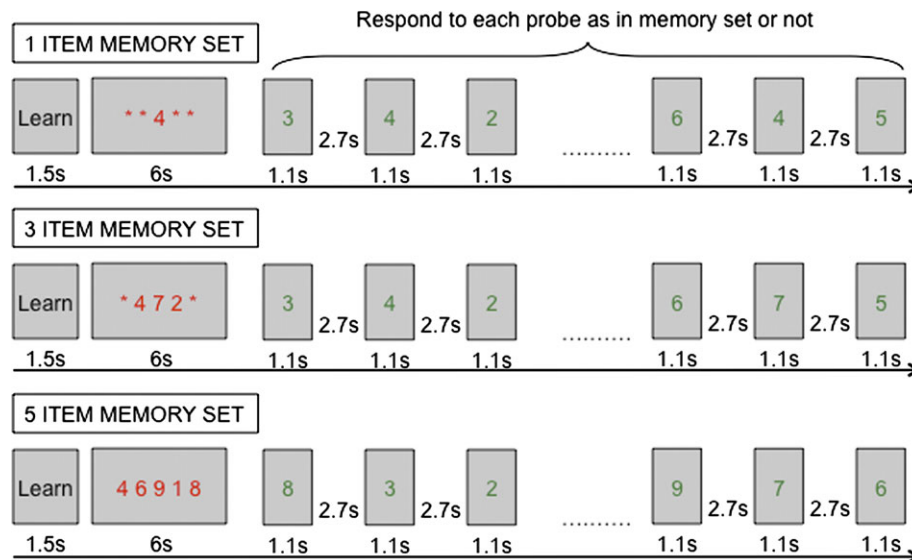 Respond to each probe as in memory set or not
1 ITEM MEMORY SET
Learn * * 4 * * 3 4 2 6 4 5
2.7s 2.7s .......... 2.7s 2.7s
1.5s 6s 1.1s 1.1s 1.1s 1.1s 1.1s 1.1s
3 ITEM MEMORY SET
Learn * 4 7 2 * 3 4 2 6 7 5
2.7s 2.7s .......... 2.7s 2.7s
1.5s 6s 1.1s 1.1s 1.1s 1.1s 1.1s 1.1s
5 ITEM MEMORY SET
Learn 4 6 9 1 8 8 3 2 9 7 6
2.7s 2.7s .......... 2.7s 2.7s
1.5s 6s 1.1s 1.1s 1.1s 1.1s 1.1s 1.1s